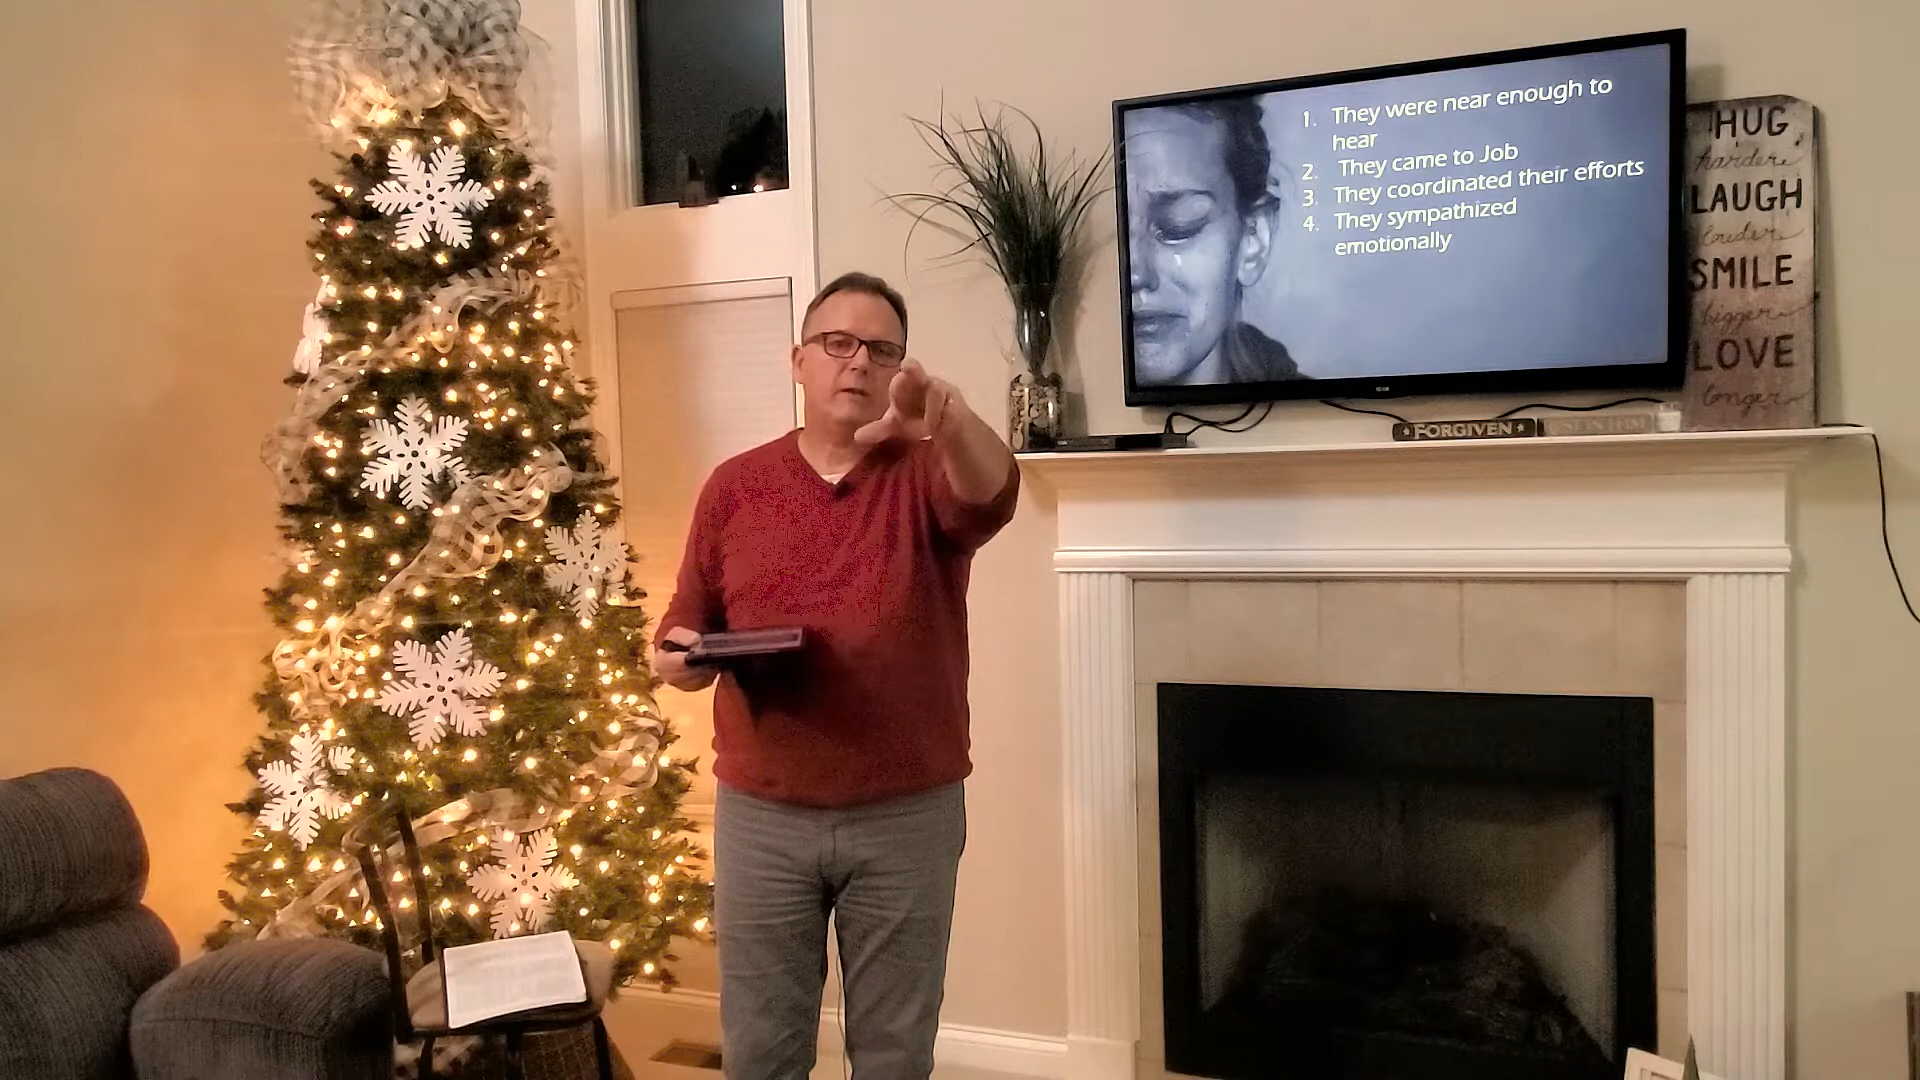 1. They were near enough to
hear
2. They came to Job
3. They coordinated their efforts
4. They sympathized
emotionally
HUG
harder
LAUGH
louder
SMILE
bigger
LOVE
longer
FORGIVEN